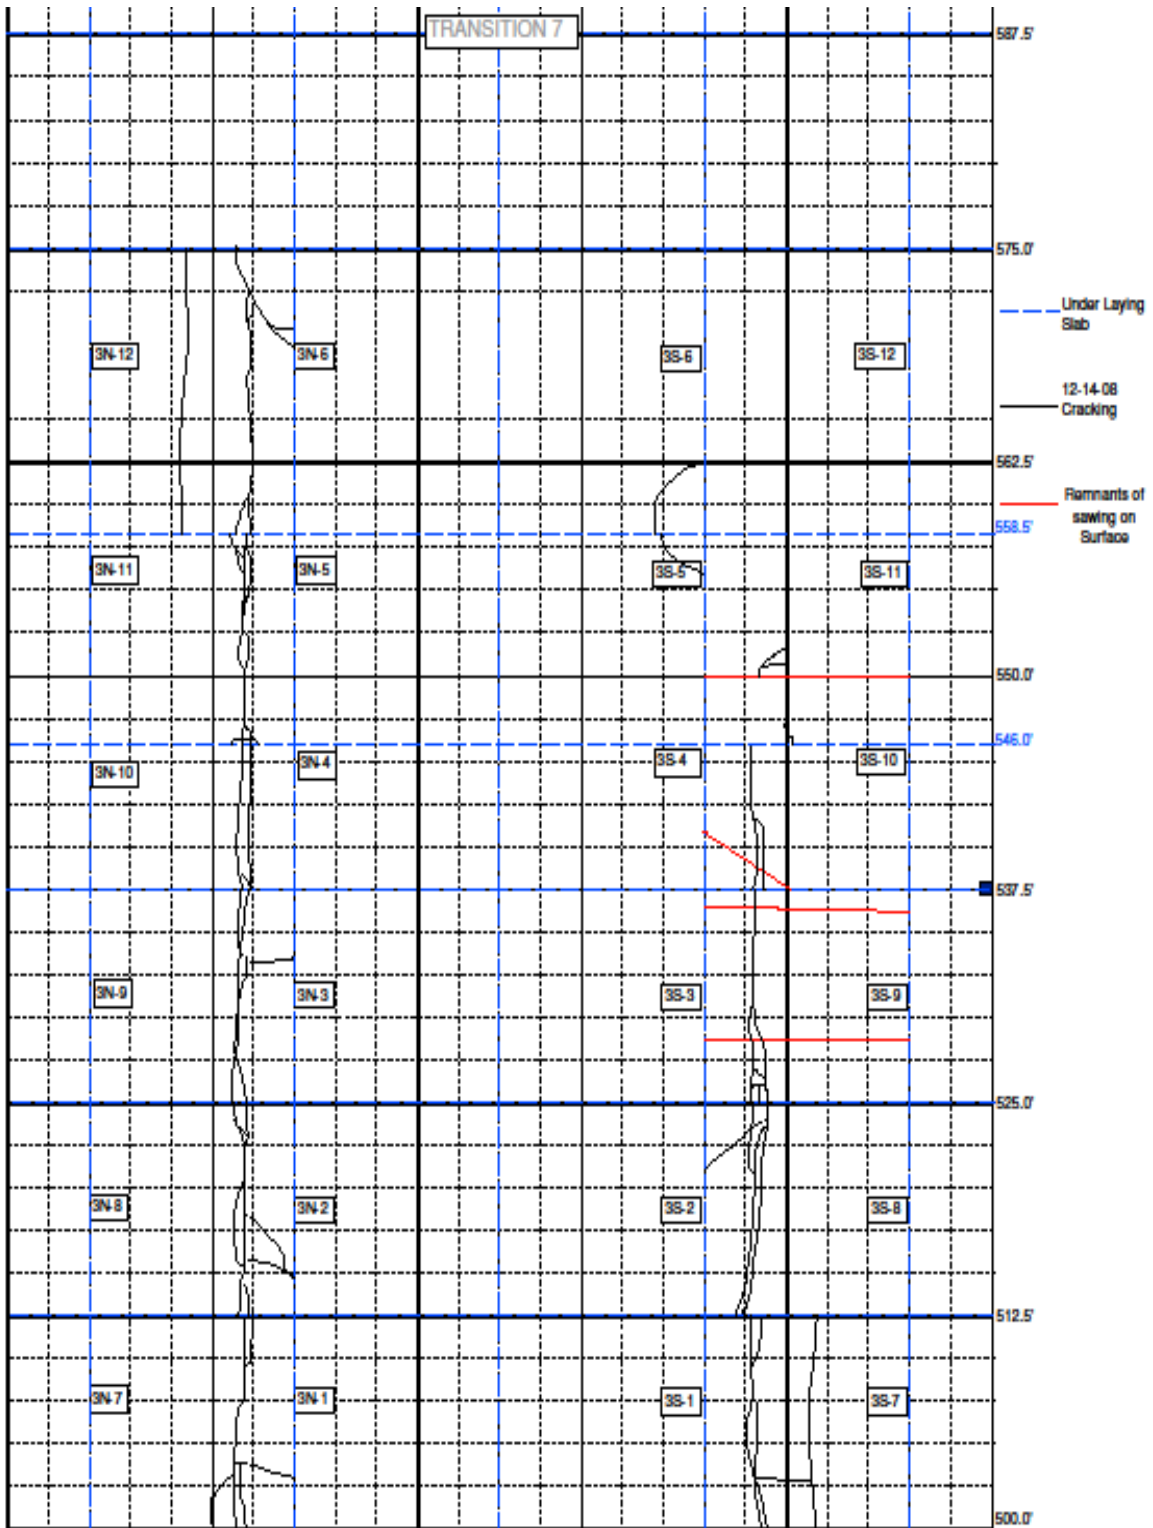 TRANSITION 7
587.5'
575.0'
Under Laying
Slab
3N-12
3N-6
3S-6
3S-12
12-14-08
Cracking
562.5'
Remnants of
sawing on
Surface
558.5'
3N-11
3N-5
3S-5
3S-11
550.0'
546.0'
3N-10
3N-4
3S-4
3S-10
537.5'
3N-9
3N-3
3S-3
3S-9
525.0'
3N-8
3N-2
3S-2
3S-8
512.5'
3N-7
3N-1
3S-1
3S-7
500.0'